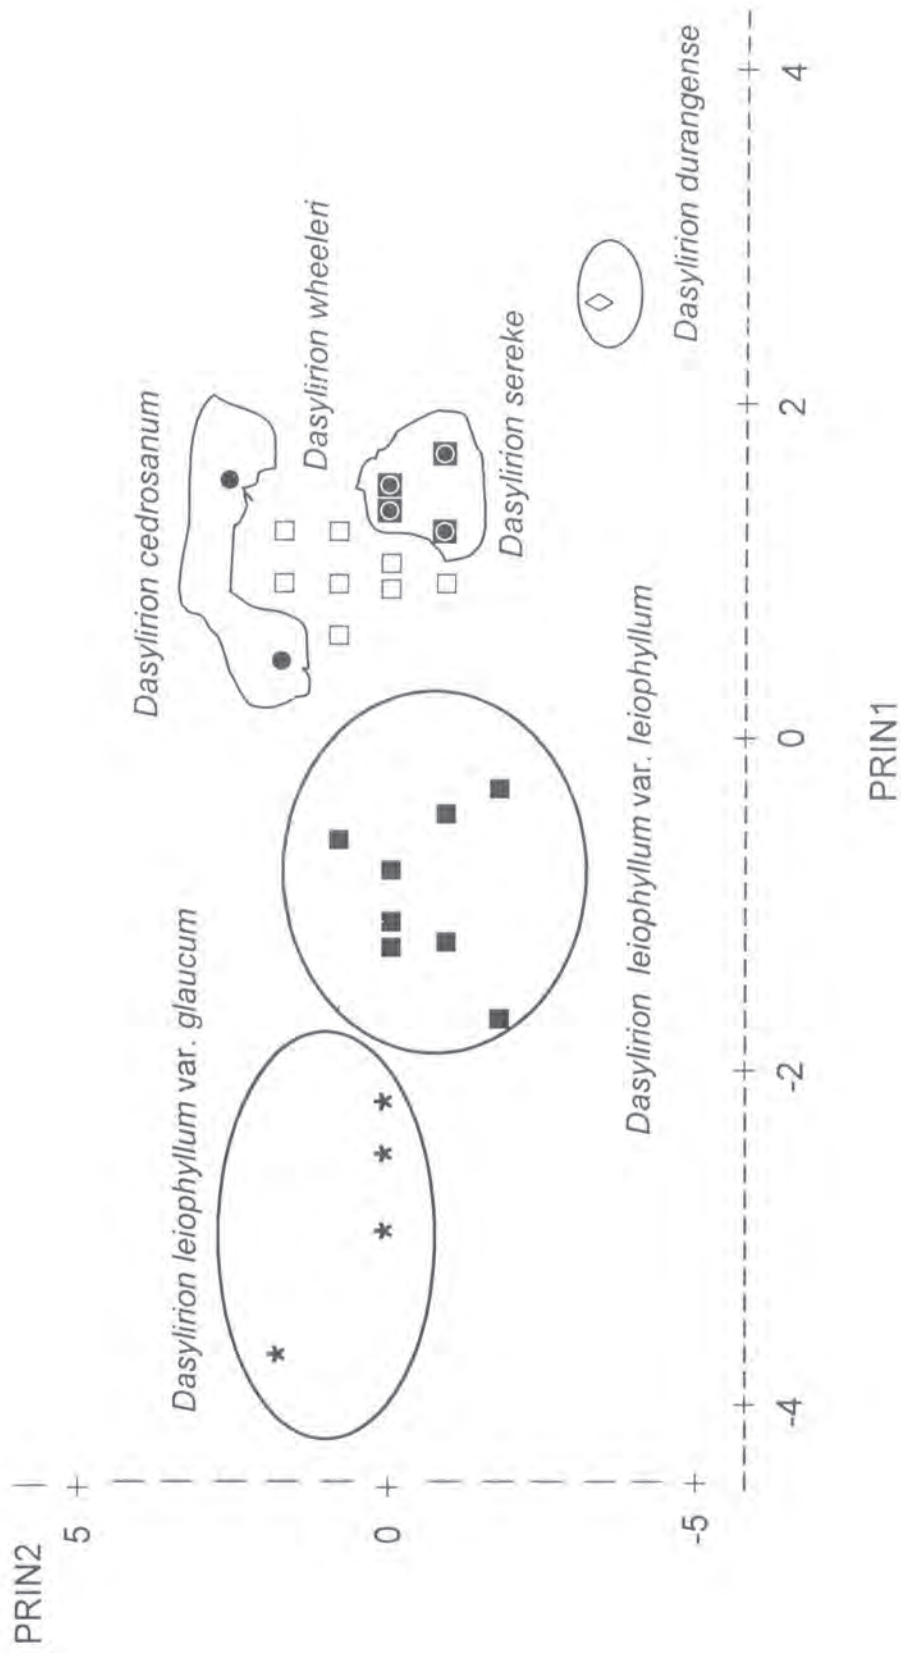 PRIN2
5
0
-5
Dasylirion leiophyllum var. glaucum
Dasylirion cedrosanum
Dasylirion wheeleri
Dasylirion sereke
Dasylirion leiophyllum var. leiophyllum
Dasylirion durangense
-4
-2
0
2
4
PRIN1